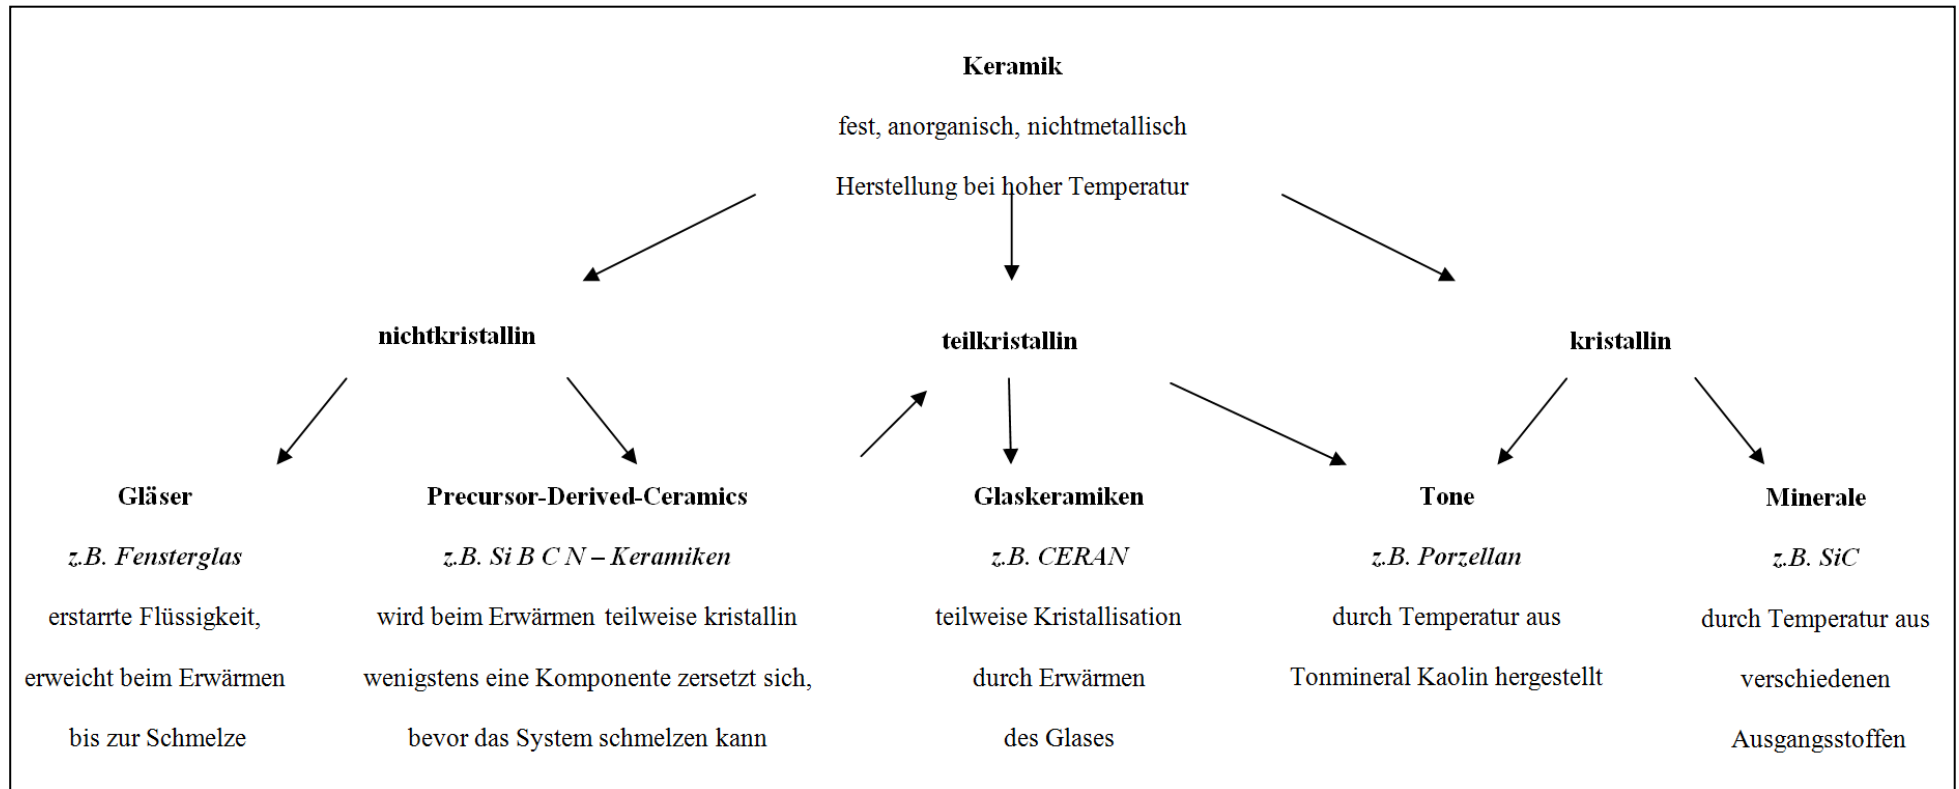 Keramik
fest, anorganisch, nichtmetallisch
Herstellung bei hoher Temperatur
nichtkristallin
teilkristallin
kristallin
Gläser
z.B. Fensterglas
erstarrte Flüssigkeit,
erweicht beim Erwärmen
bis zur Schmelze
Precursor-Derived-Ceramics
z.B. Si B C N – Keramiken
wird beim Erwärmen teilweise kristallin
wenigstens eine Komponente zersetzt sich,
bevor das System schmelzen kann
Glaskeramiken
z.B. CERAN
teilweise Kristallisation
durch Erwärmen
des Glases
Tone
z.B. Porzellan
durch Temperatur aus
Tonmineral Kaolin hergestellt
Minerale
z.B. SiC
durch Temperatur aus
verschiedenen
Ausgangsstoffen